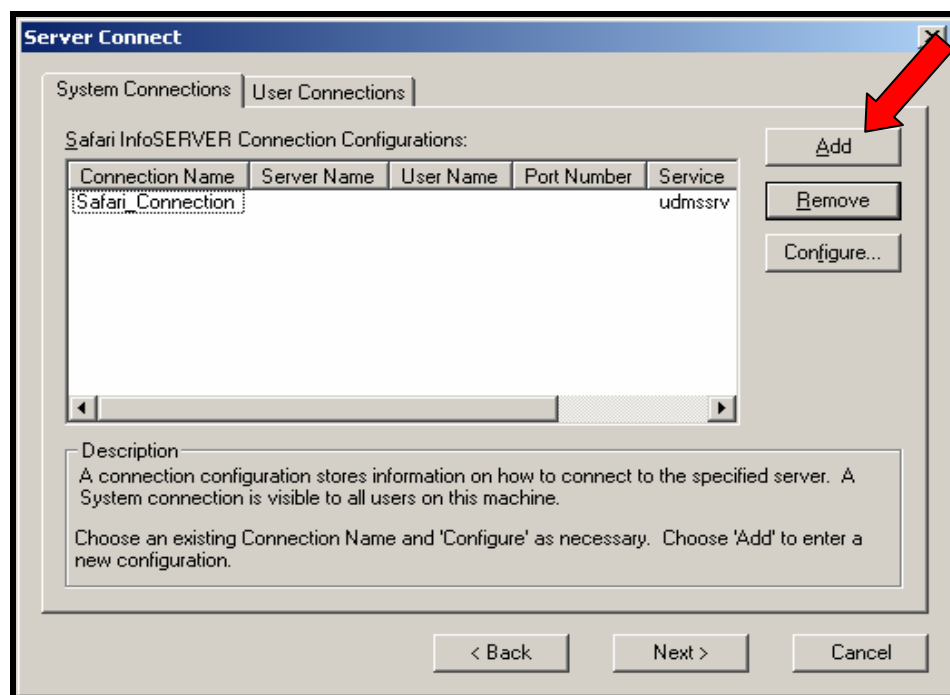 Server Connect
System Connections User Connections
Safari InfoSERVER Connection Configurations:
Connection Name Server Name User Name Port Number Service
Safari_Connection udmssrv
Add
Remove
Configure...
Description
A connection configuration stores information on how to connect to the specified server. A
System connection is visible to all users on this machine.
Choose an existing Connection Name and 'Configure' as necessary. Choose 'Add' to enter a
new configuration.
< Back Next > Cancel